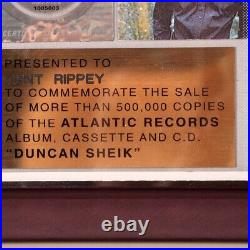 1005003
PRESENTED TO
RIPPEY
TO COMMEMORATE THE SALE
OF MORE THAN 500,000 COPIES
OF THE ATLANTIC RECORDS
ALBUM, CASSETTE AND C.D.
"DUNCAN SHEIK"